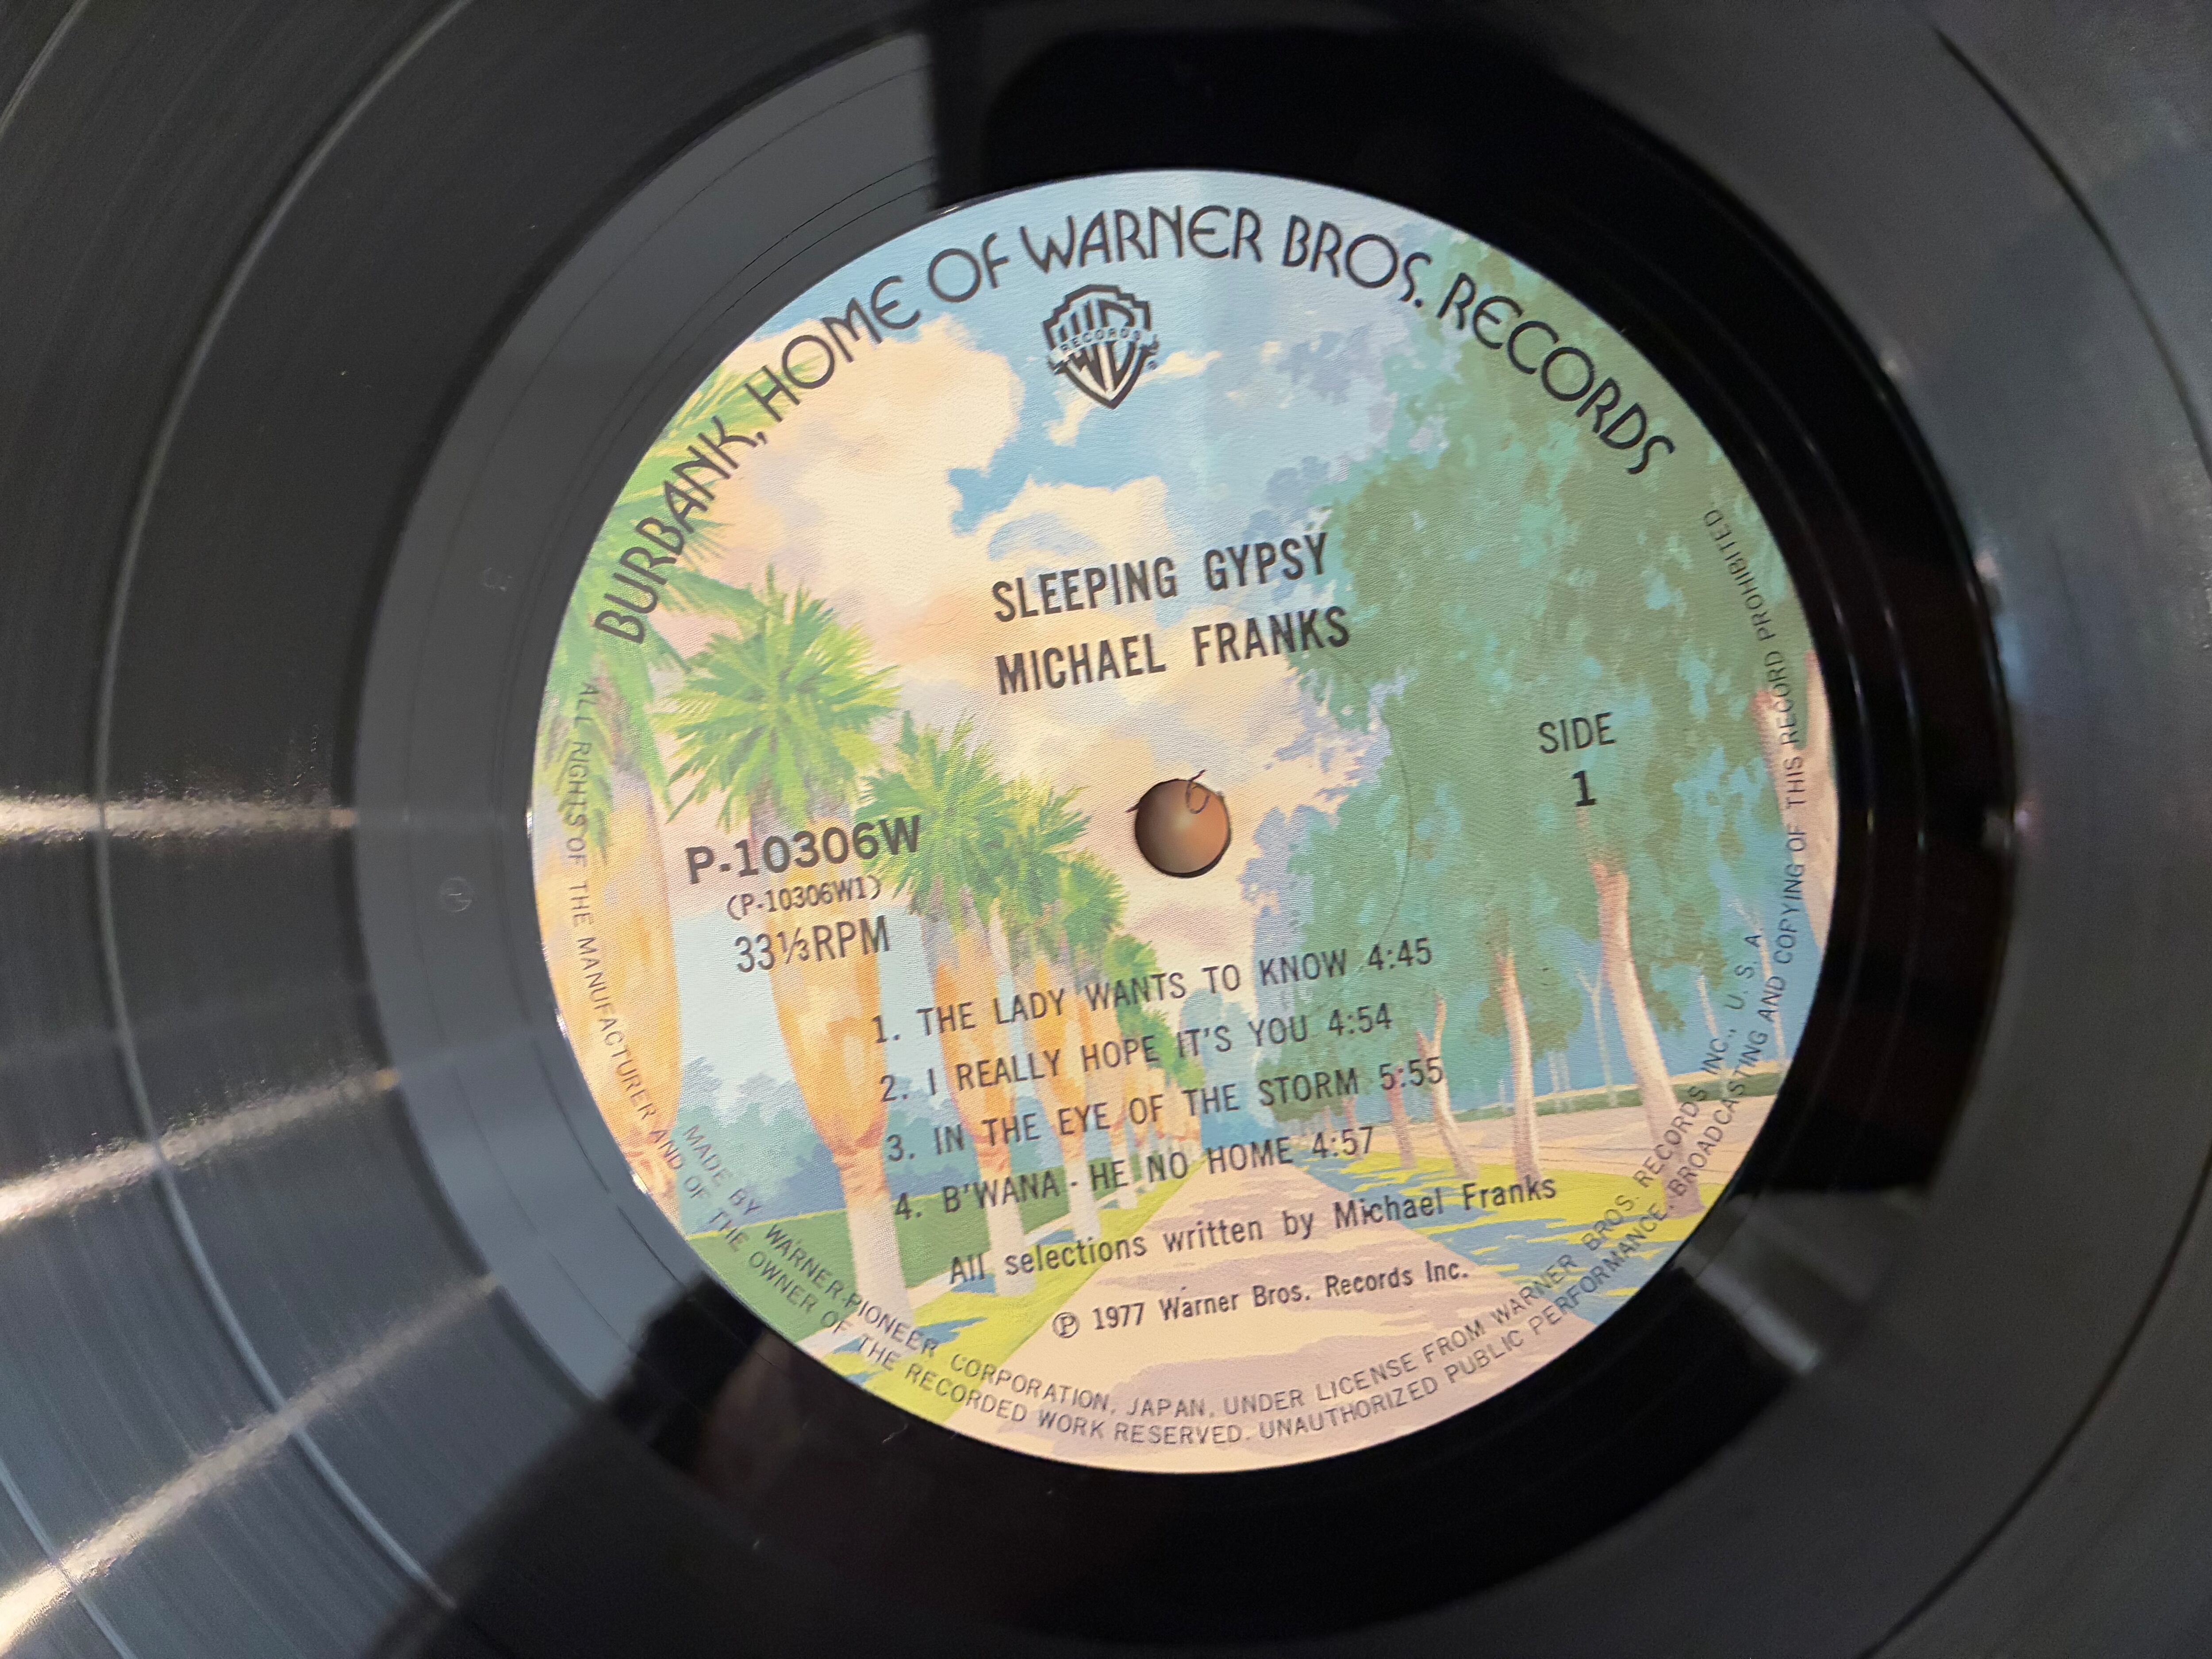 BURBANK, HOME OF WARNER BROS. RECORDS
RECORDS
SLEEPING GYPSY
MICHAEL FRANKS
SIDE
1
P-10306W
(P-10306W1)
33⅓RPM
1. THE LADY WANTS TO KNOW 4:45
2. I REALLY HOPE IT'S YOU 4:54
3. IN THE EYE OF THE STORM 5:55
4. B'WANA - HE NO HOME 4:57
All selections written by Michael Franks
Ⓟ 1977 Warner Bros. Records Inc.
MADE BY WARNER-PIONEER CORPORATION, JAPAN, UNDER LICENSE FROM WARNER BROS. RECORDS INC., U. S. A.
ALL RIGHTS OF THE MANUFACTURER AND OF THE OWNER OF THE RECORDED WORK RESERVED. UNAUTHORIZED PUBLIC PERFORMANCE. BROADCASTING AND COPYING OF THIS RECORD PROHIBITED